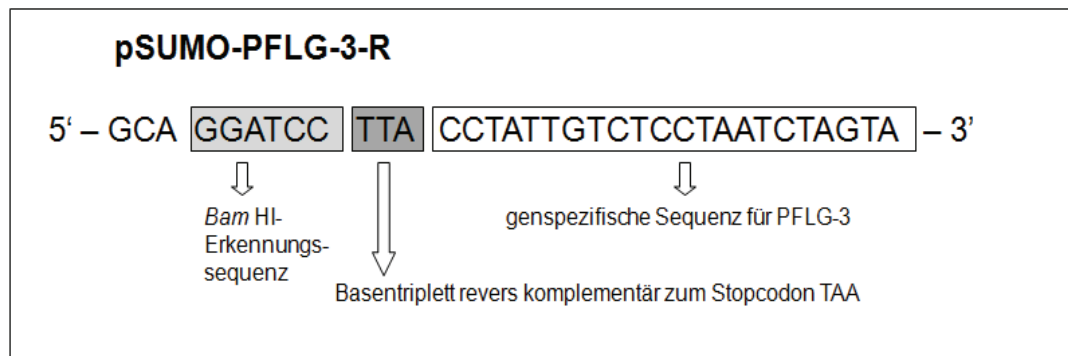 pSUMO-PFLG-3-R
5‘ – GCA GGATCC TTA CCTATTGTCTCCTAATCTAGTA – 3’
Bam HI-
Erkennungs-
sequenz
genspezifische Sequenz für PFLG-3
Basentriplett revers komplementär zum Stopcodon TAA